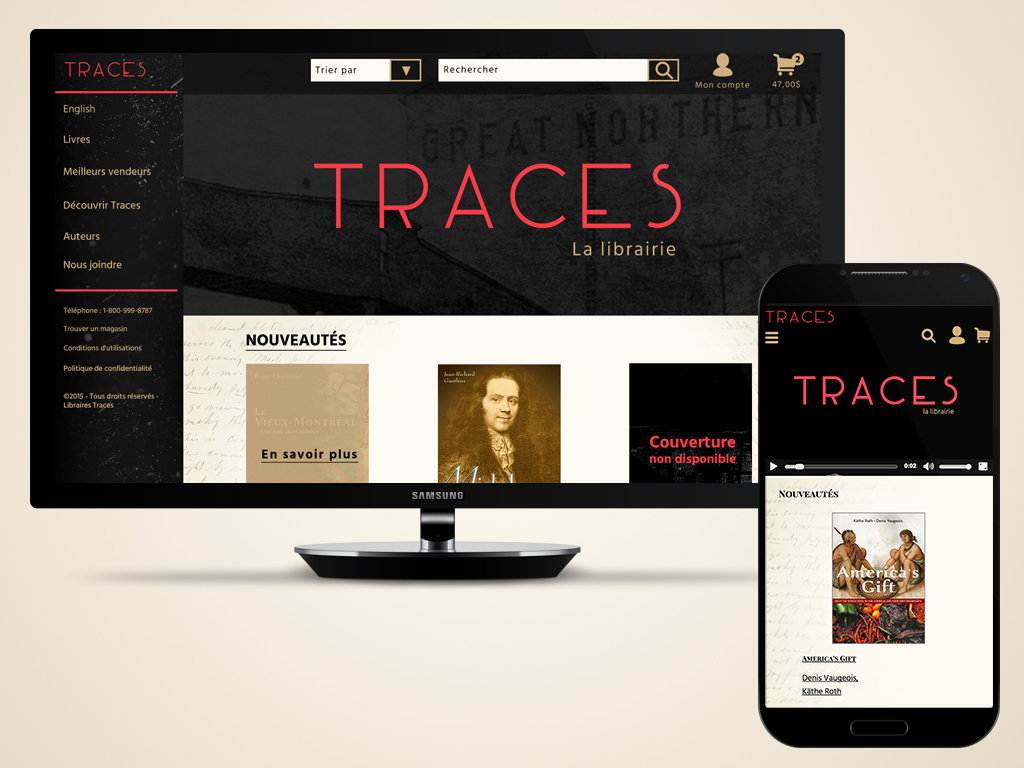 TRACES
Trier par
Rechercher
Mon compte
2
47,00$
English
Livres
Meilleurs vendeurs
Découvrir Traces
Auteurs
Nous joindre
Téléphone : 1-800-999-8787
Trouver un magasin
Conditions d'utilisations
Politique de confidentialité
©2015 - Tous droits réservés -
Libraires Traces
GREAT NORTHERN
TRACES
La librairie
NOUVEAUTÉS
Le
Vieux-Montréal
En savoir plus
Jean-Richard
Gauthier
Couverture
non disponible
SAMSUNG
TRACES
TRACES
la librairie
0:02
Nouveautés
Käthe Roth - Denis Vaugeois
America's
Gift
America's Gift
Denis Vaugeois,
Käthe Roth